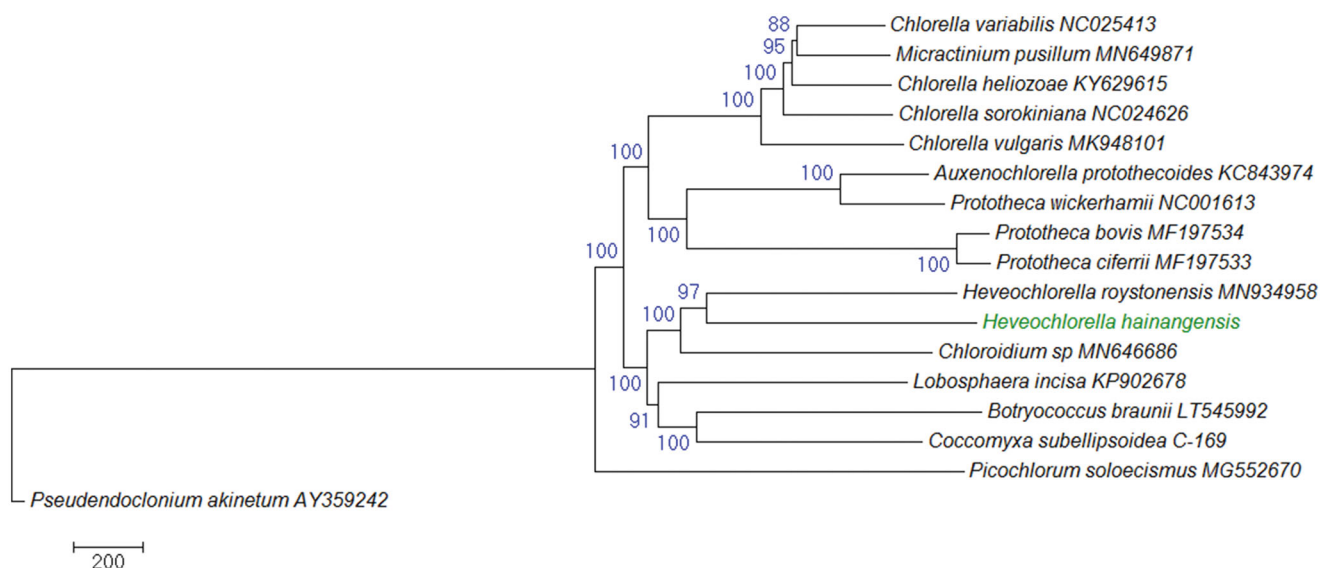 88
Chlorella variabilis NC025413
95
Micractinium pusillum MN649871
100
Chlorella heliozoae KY629615
100
Chlorella sorokiniana NC024626
Chlorella vulgaris MK948101
100
100
Auxenochlorella protothecoides KC843974
Prototheca wickerhamii NC001613
100
Prototheca bovis MF197534
100
100
Prototheca ciferrii MF197533
97
Heveochlorella roystonensis MN934958
100
Heveochlorella hainangensis
Chloroidium sp MN646686
100
Lobosphaera incisa KP902678
91
Botryococcus braunii LT545992
100
Coccomyxa subellipsoidea C-169
Picochlorum soloecismus MG552670
Pseudendoclonium akinetum AY359242
200